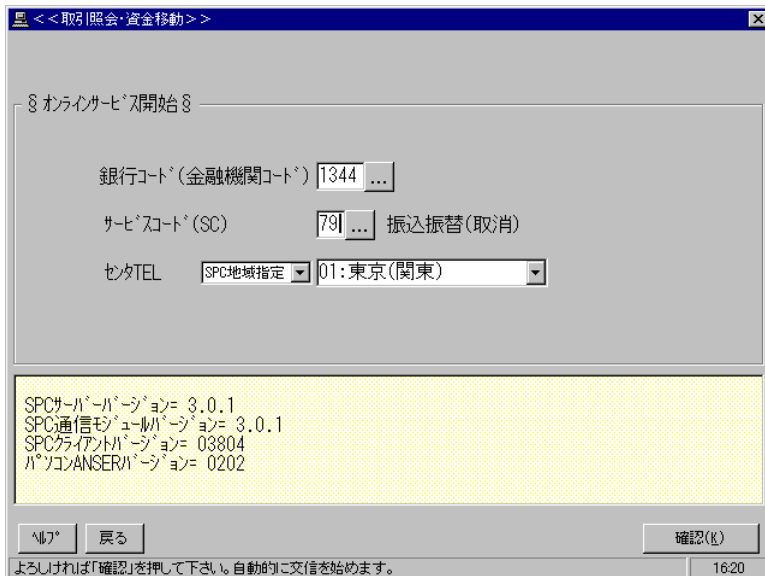 <<取引照会・資金移動>>
§ｵﾝﾗｲﾝｻｰﾋﾞｽ開始§
銀行ｺｰﾄﾞ(金融機関ｺｰﾄﾞ) 1344 ...
ｻｰﾋﾞｽｺｰﾄﾞ(SC) 79 ... 振込振替(取消)
ｾﾝﾀTEL SPC地域指定 01:東京(関東)
SPCｻｰﾊﾞｰﾊﾞｰｼﾞｮﾝ= 3.0.1
SPC通信ﾓｼﾞｭｰﾙﾊﾞｰｼﾞｮﾝ= 3.0.1
SPCｸﾗｲｱﾝﾄﾊﾞｰｼﾞｮﾝ= 03804
ﾊﾟｿｺﾝANSERﾊﾞｰｼﾞｮﾝ= 0202
ﾍﾙﾌﾟ 戻る 確認(K)
よろしければ｢確認｣を押して下さい。自動的に交信を始めます。 16:20